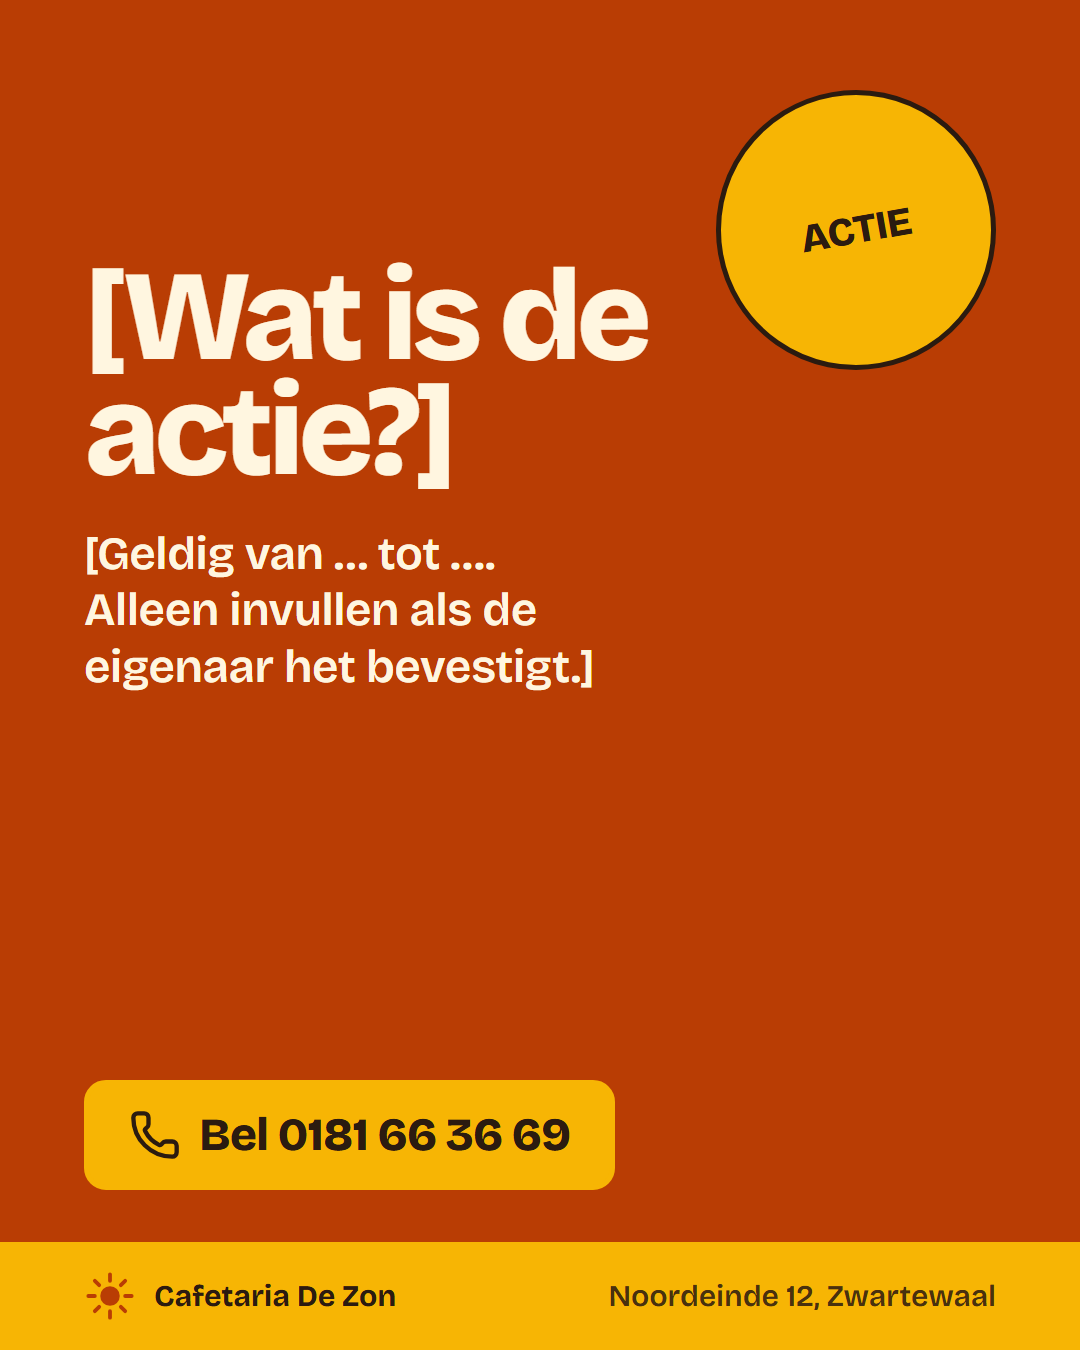 ACTIE
[Wat is de
actie?]
[Geldig van ... tot ....
Alleen invullen als de
eigenaar het bevestigt.]
Bel 0181 66 36 69
Cafetaria De Zon
Noordeinde 12, Zwartewaal